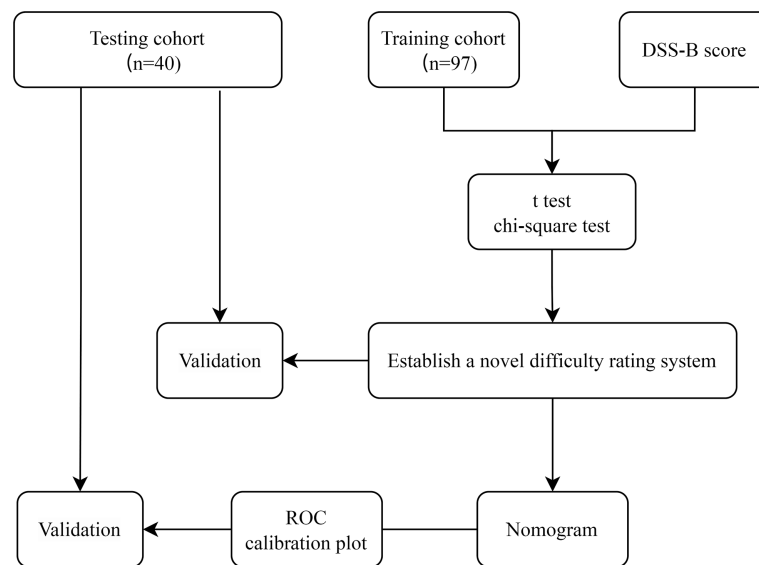 Testing cohort
(n=40)
Training cohort
(n=97)
DSS-B score
t test
chi-square test
Validation
Establish a novel difficulty rating system
Validation
ROC
calibration plot
Nomogram